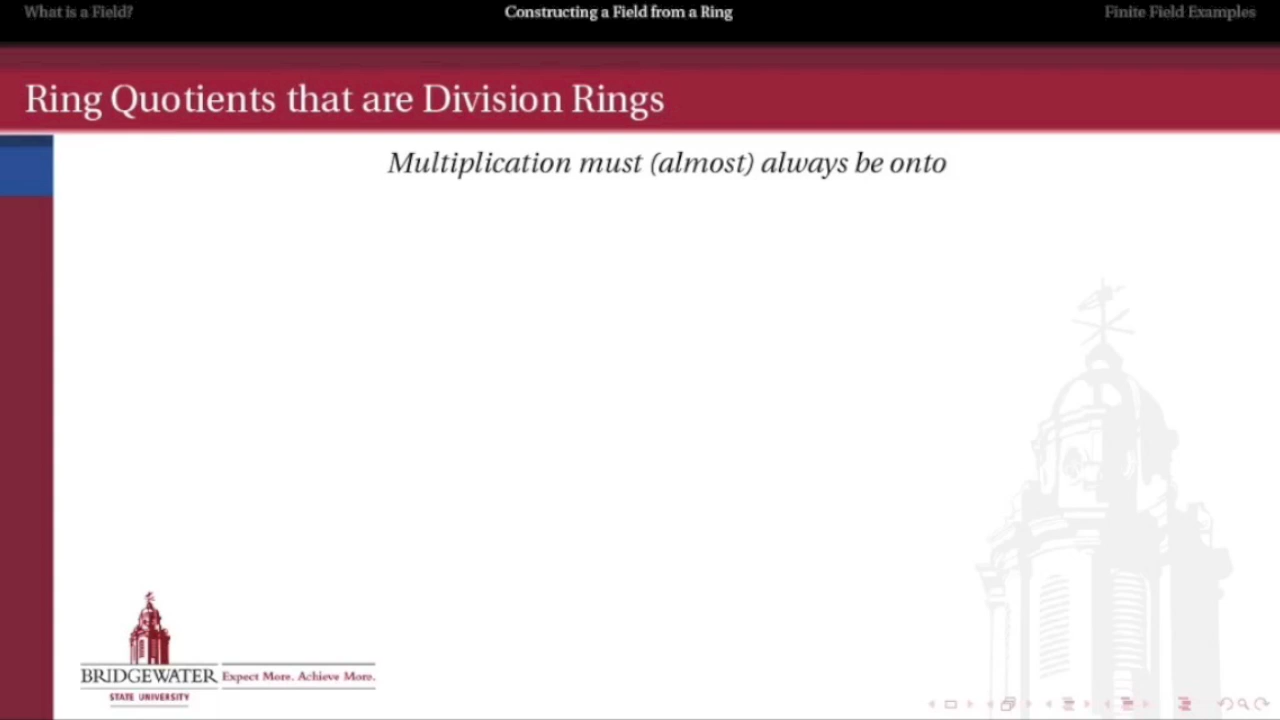 What is a Field?
Constructing a Field from a Ring
Finite Field Examples
Ring Quotients that are Division Rings
Multiplication must (almost) always be onto
BRIDGEWATER
STATE UNIVERSITY
Expect More. Achieve More.